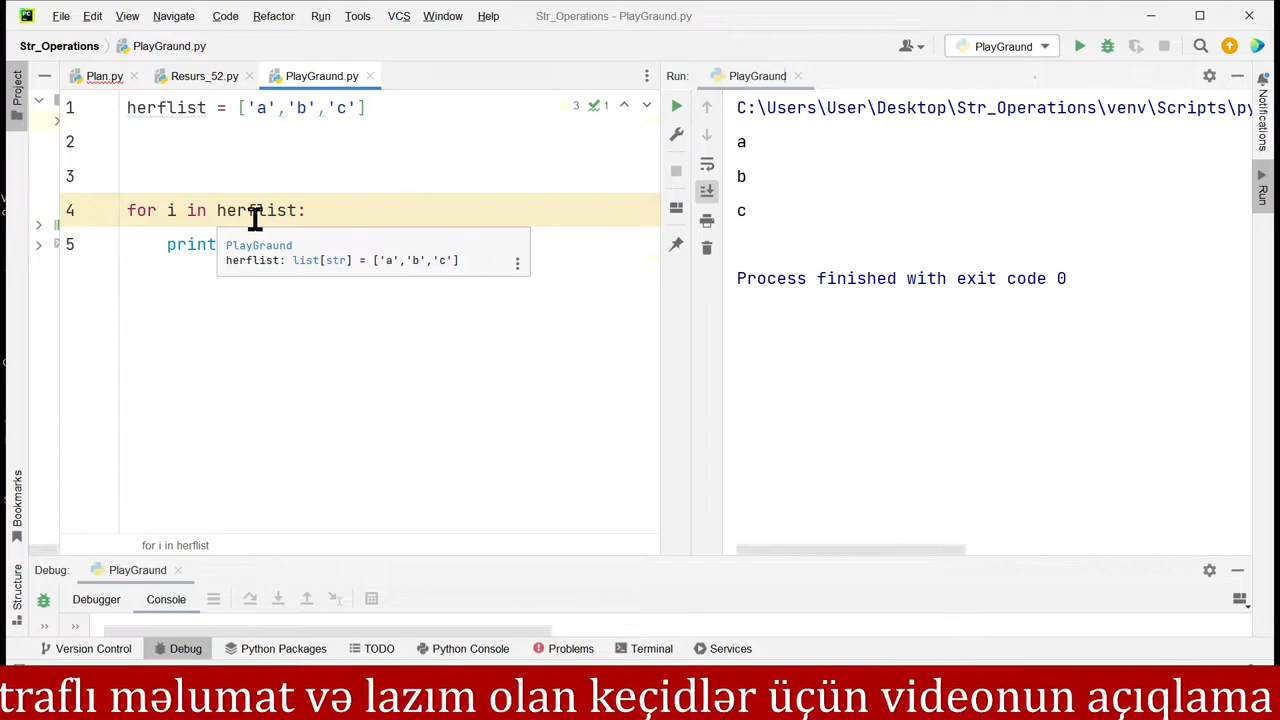 File Edit View Navigate Code Refactor Run Tools VCS Window Help Str_Operations - PlayGraund.py
Str_Operations PlayGraund.py PlayGraund
Project
Plan.py Resurs_52.py PlayGraund.py
Run: PlayGraund
Notifications
Run
1 herflist = ['a','b','c']
3 1
2
3
4 for i in herflist:
5 print
PlayGraund
herflist: list[str] = ['a','b','c']
for i in herflist
C:\Users\User\Desktop\Str_Operations\venv\Scripts\py
a
b
c
Process finished with exit code 0
Bookmarks
Structure
Debug: PlayGraund
Debugger Console
Version Control Debug Python Packages TODO Python Console Problems Terminal Services
traflı məlumat və lazım olan keçidlər üçün videonun açıqlama